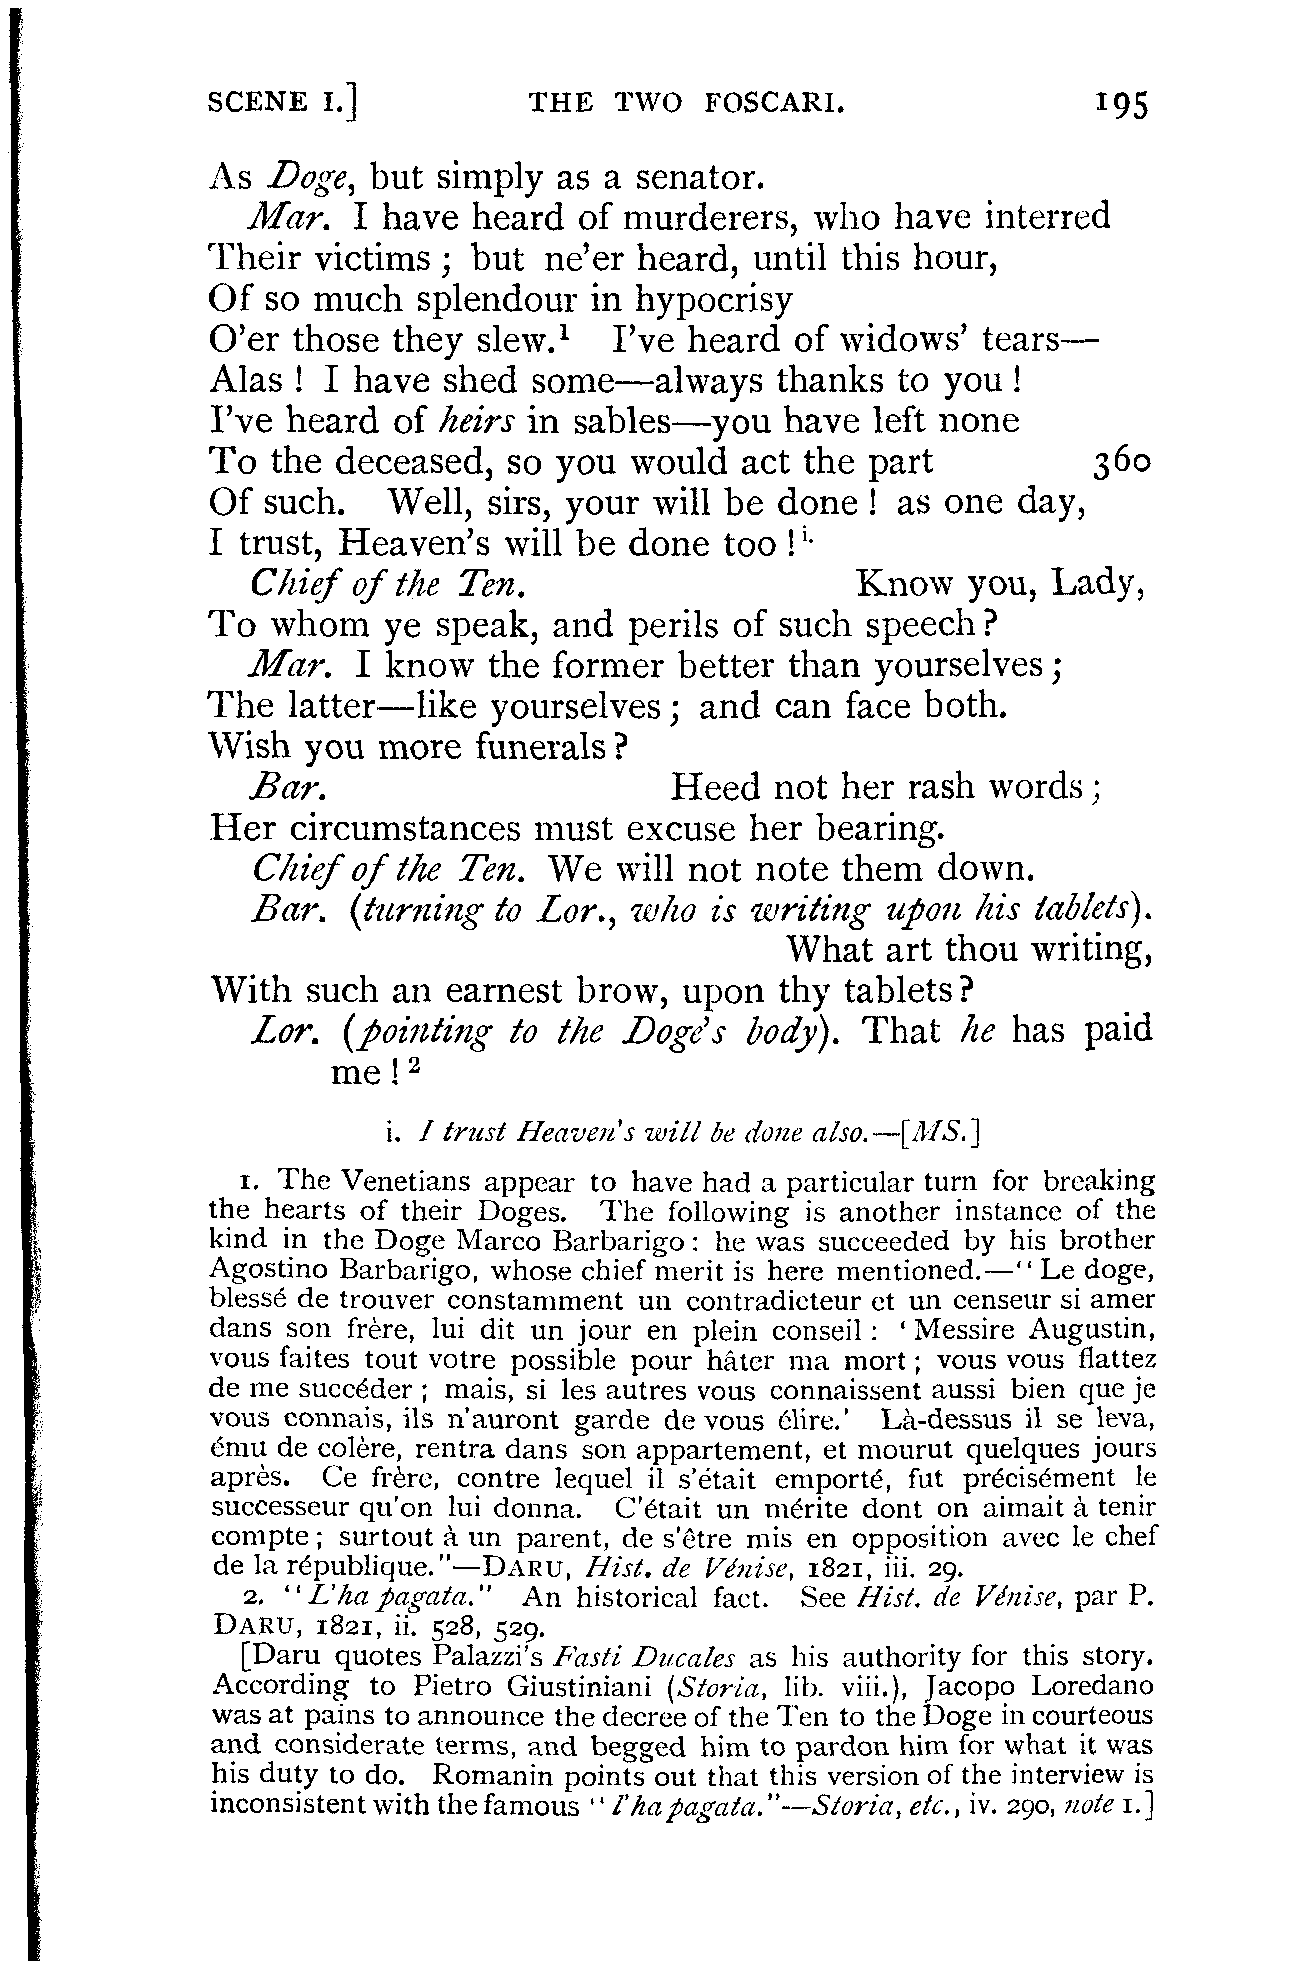 SCENE I.] THE TWO FOSCARI. 195
As Doge, but simply as a senator.
Mar. I have heard of murderers, who have interred
Their victims; but ne'er heard, until this hour,
Of so much splendour in hypocrisy
O'er those they slew.¹ I've heard of widows' tears—
Alas! I have shed some—always thanks to you!
I've heard of heirs in sables—you have left none
To the deceased, so you would act the part 360
Of such. Well, sirs, your will be done! as one day,
I trust, Heaven's will be done too!i.
Chief of the Ten. Know you, Lady,
To whom ye speak, and perils of such speech?
Mar. I know the former better than yourselves;
The latter—like yourselves; and can face both.
Wish you more funerals?
Bar. Heed not her rash words;
Her circumstances must excuse her bearing.
Chief of the Ten. We will not note them down.
Bar. (turning to Lor., who is writing upon his tablets).
What art thou writing,
With such an earnest brow, upon thy tablets?
Lor. (pointing to the Doge's body). That he has paid
me!²
i. I trust Heaven's will be done also.—[MS.]
1. The Venetians appear to have had a particular turn for breaking
the hearts of their Doges. The following is another instance of the
kind in the Doge Marco Barbarigo: he was succeeded by his brother
Agostino Barbarigo, whose chief merit is here mentioned.—"Le doge,
blessé de trouver constamment un contradicteur et un censeur si amer
dans son frère, lui dit un jour en plein conseil: 'Messire Augustin,
vous faites tout votre possible pour hâter ma mort; vous vous flattez
de me succéder; mais, si les autres vous connaissent aussi bien que je
vous connais, ils n'auront garde de vous élire.' Là-dessus il se leva,
ému de colère, rentra dans son appartement, et mourut quelques jours
après. Ce frère, contre lequel il s'était emporté, fut précisément le
successeur qu'on lui donna. C'était un mérite dont on aimait à tenir
compte; surtout à un parent, de s'être mis en opposition avec le chef
de la république."—DARU, Hist. de Vénise, 1821, iii. 29.
2. "L'ha pagata." An historical fact. See Hist. de Vénise, par P.
DARU, 1821, ii. 528, 529.
[Daru quotes Palazzi's Fasti Ducales as his authority for this story.
According to Pietro Giustiniani (Storia, lib. viii.), Jacopo Loredano
was at pains to announce the decree of the Ten to the Doge in courteous
and considerate terms, and begged him to pardon him for what it was
his duty to do. Romanin points out that this version of the interview is
inconsistent with the famous "l'ha pagata."—Storia, etc., iv. 290, note 1.]